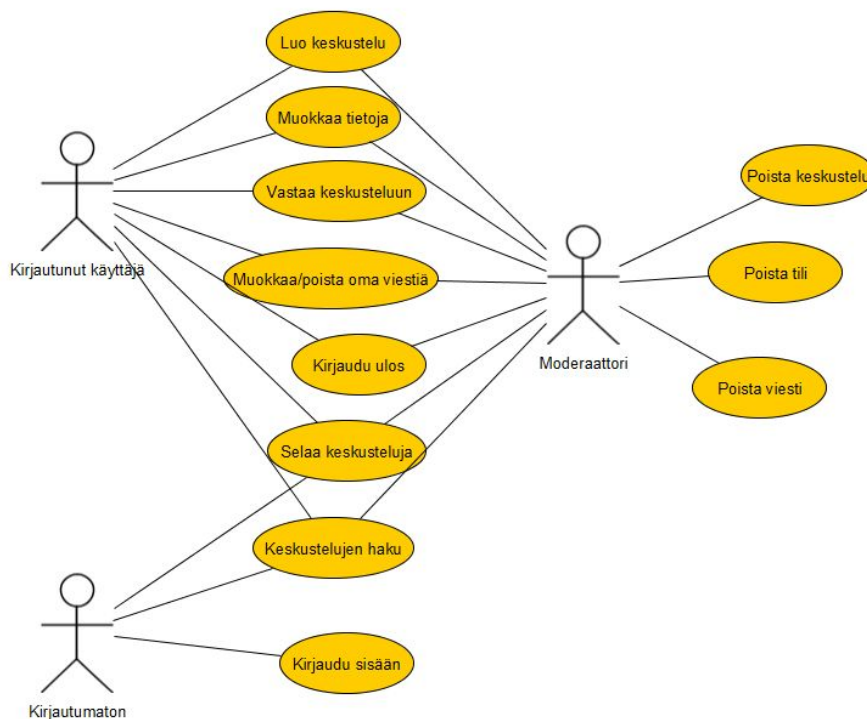 Luo keskustelu
Muokkaa tietoja
Vastaa keskusteluun
Poista keskustelu
Kirjautunut käyttäjä
Muokkaa/poista oma viestiä
Poista tili
Kirjaudu ulos
Moderaattori
Poista viesti
Selaa keskusteluja
Keskustelujen haku
Kirjaudu sisään
Kirjautumaton